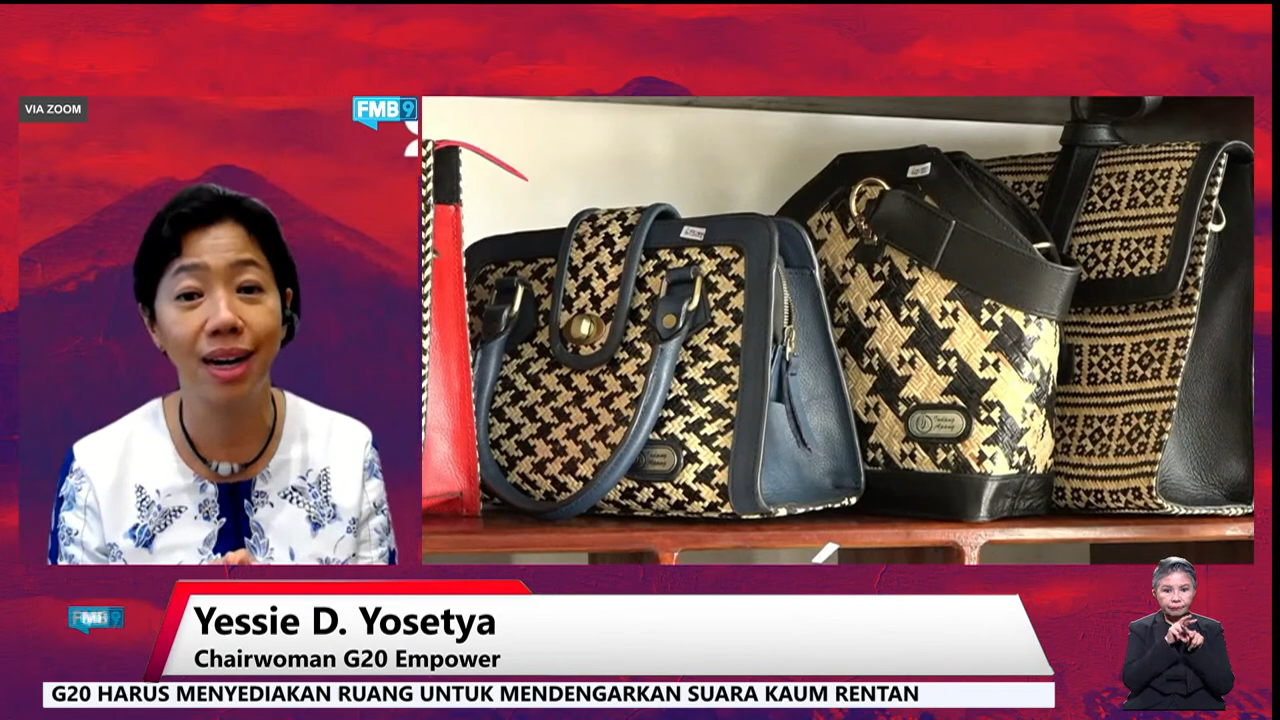 VIA ZOOM
FMB9
FMB9
Yessie D. Yosetya
Chairwoman G20 Empower
G20 HARUS MENYEDIAKAN RUANG UNTUK MENDENGARKAN SUARA KAUM RENTAN